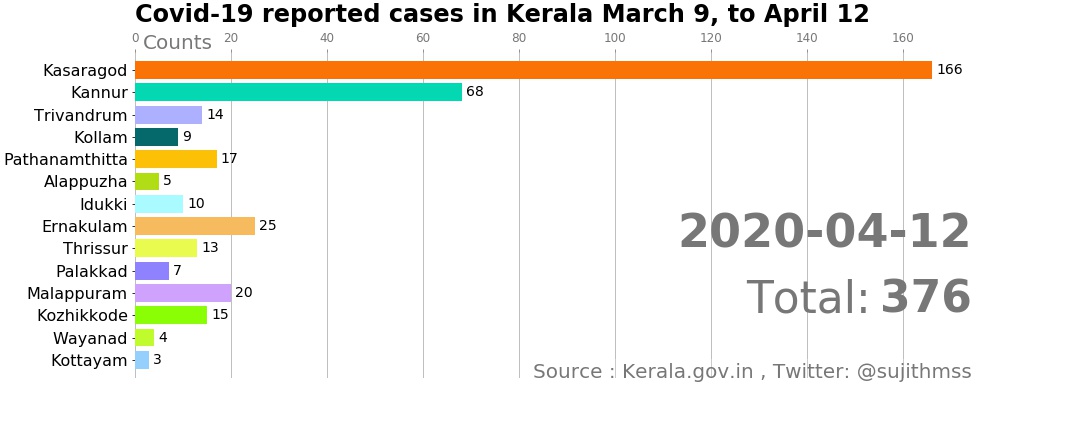 Covid-19 reported cases in Kerala March 9, to April 12
0 20 40 60 80 100 120 140 160
Counts
Kasaragod 166
Kannur 68
Trivandrum 14
Kollam 9
Pathanamthitta 17
Alappuzha 5
Idukki 10
Ernakulam 25
Thrissur 13
Palakkad 7
Malappuram 20
Kozhikkode 15
Wayanad 4
Kottayam 3
2020-04-12
Total: 376
Source : Kerala.gov.in , Twitter: @sujithmss